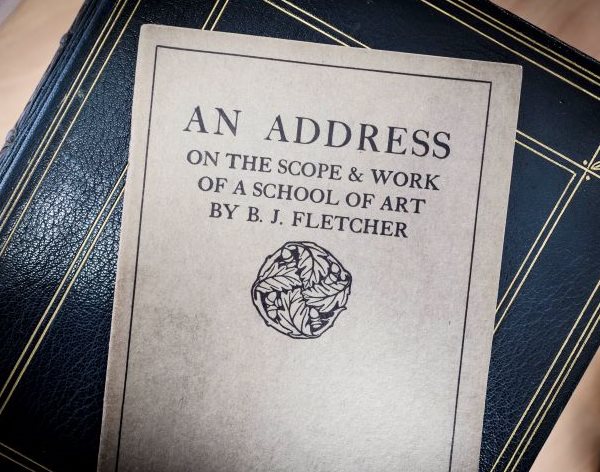 AN ADDRESS
ON THE SCOPE & WORK
OF A SCHOOL OF ART
BY B. J. FLETCHER